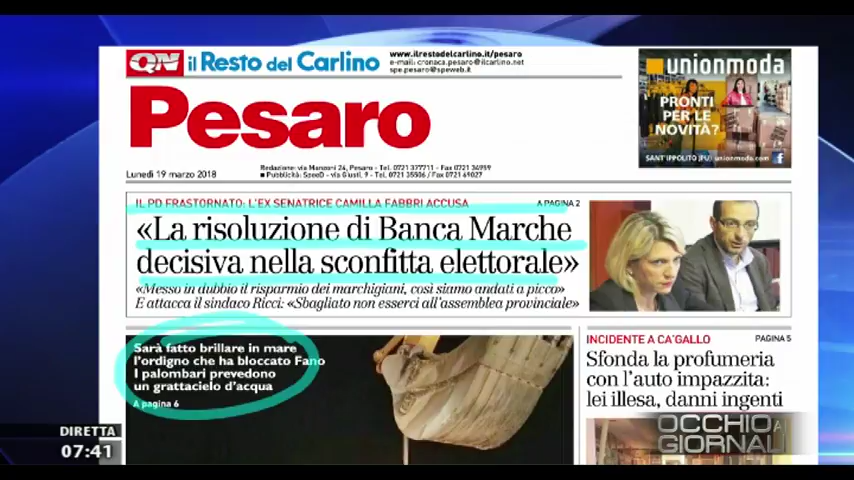 QN il Resto del Carlino
www.ilrestodelcarlino.it/pesaro
e-mail: cronaca.pesaro@ilcarlino.net
spe.pesaro@speweb.it
Pesaro
Lunedì 19 marzo 2018
Redazione: via Manzoni 24, Pesaro - Tel. 0721 377711 - Fax 0721 34959
■ Pubblicità: SpeeD - via Giusti, 9 - Tel. 0721 35506 / Fax 0721 69027
unionmoda
PRONTI
PER LE
NOVITÀ?
SANT'IPPOLITO (PU) unionmoda.com f
IL PD FRASTORNATO: L'EX SENATRICE CAMILLA FABBRI ACCUSA
A PAGINA 2
«La risoluzione di Banca Marche
decisiva nella sconfitta elettorale»
«Messo in dubbio il risparmio dei marchigiani, così siamo andati a picco»
E attacca il sindaco Ricci: «Sbagliato non esserci all'assemblea provinciale»
Sarà fatto brillare in mare
l'ordigno che ha bloccato Fano
I palombari prevedono
un grattacielo d'acqua
A pagina 6
INCIDENTE A CA'GALLO
PAGINA 5
Sfonda la profumeria
con l'auto impazzita:
lei illesa, danni ingenti
DIRETTA
07:41
OCCHIO AI
GIORNALI